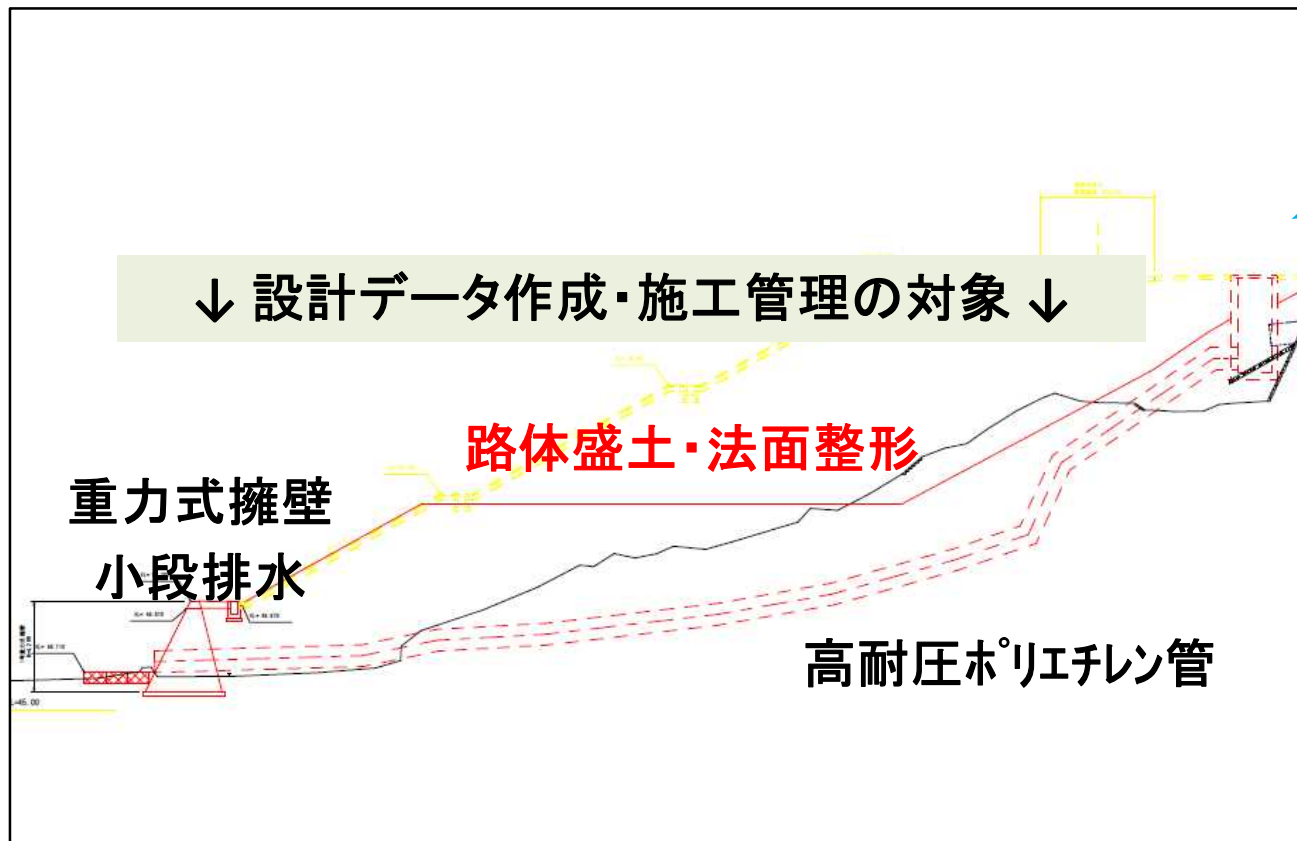 ↓ 設計データ作成・施工管理の対象 ↓
路体盛土・法面整形
重力式擁壁
小段排水
高耐圧ポリエチレン管
L=45.00